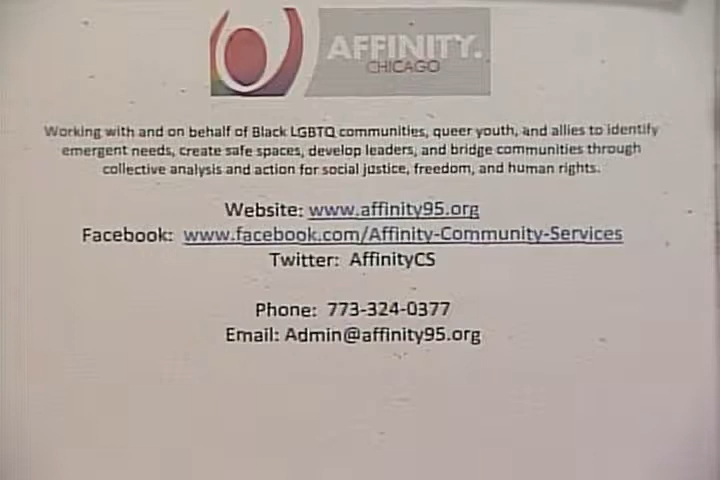 AFFINITY.
CHICAGO
Working with and on behalf of Black LGBTQ communities, queer youth, and allies to identify
emergent needs, create safe spaces, develop leaders, and bridge communities through
collective analysis and action for social justice, freedom, and human rights.
Website: www.affinity95.org
Facebook: www.facebook.com/Affinity-Community-Services
Twitter: AffinityCS
Phone: 773-324-0377
Email: Admin@affinity95.org